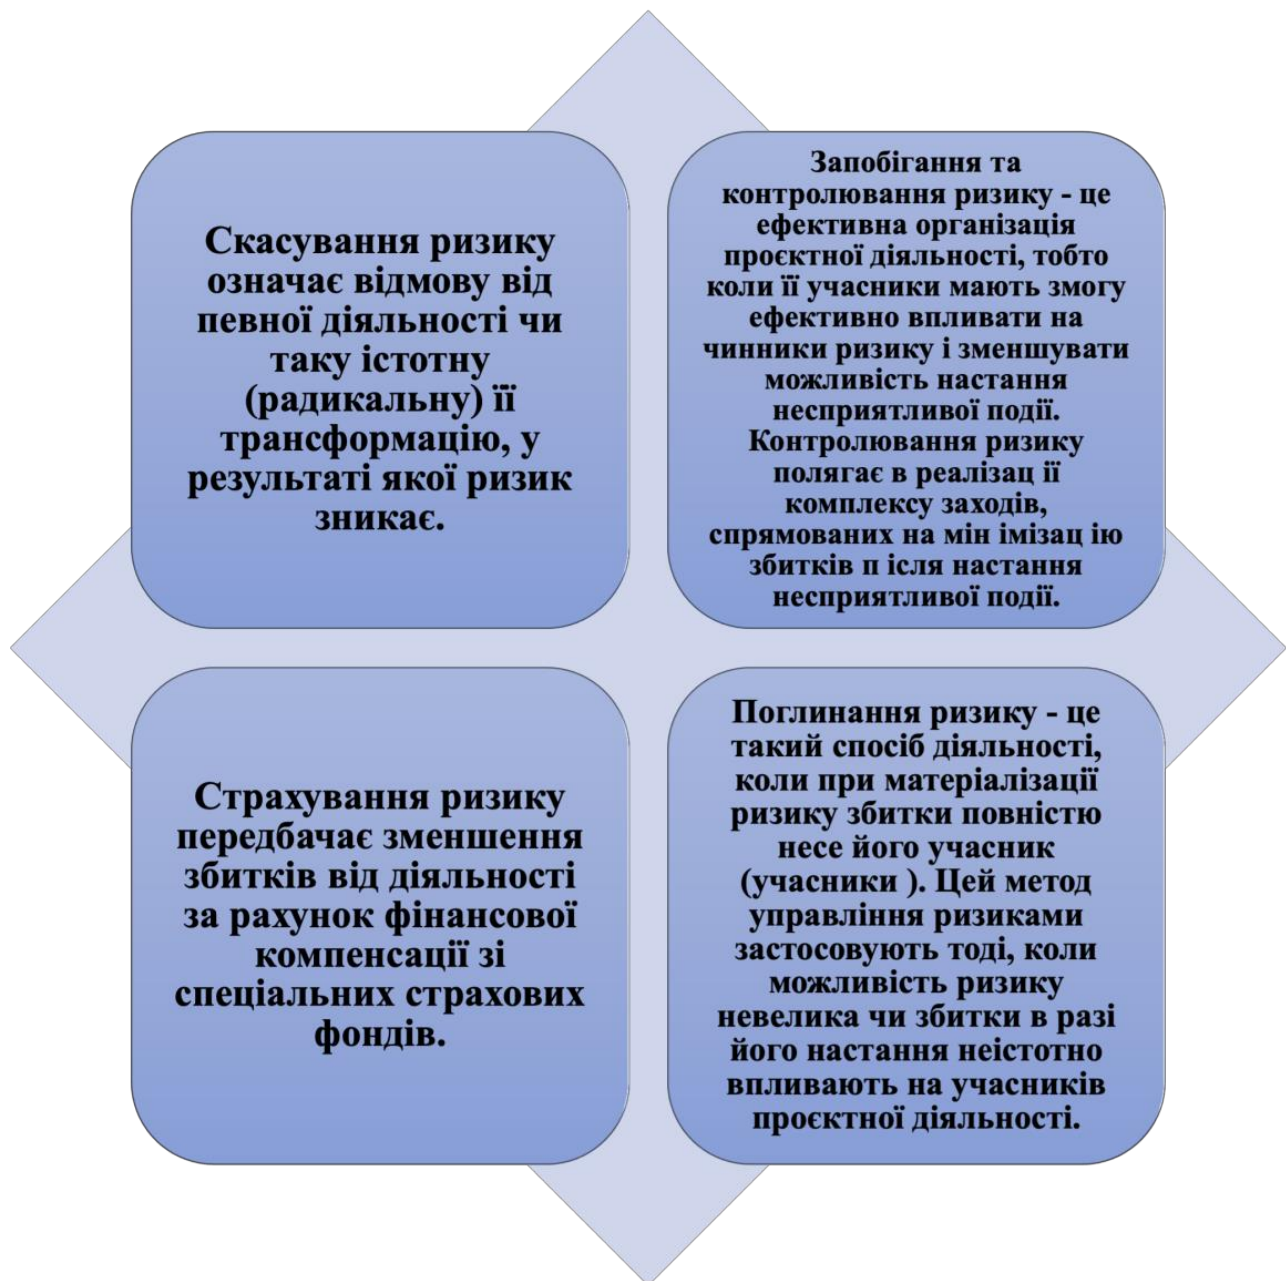 Скасування ризику
означає відмову від
певної діяльності чи
таку істотну
(радикальну) її
трансформацію, у
результаті якої ризик
зникає.
Запобігання та
контролювання ризику - це
ефективна організація
проєктної діяльності, тобто
коли її учасники мають змогу
ефективно впливати на
чинники ризику і зменшувати
можливість настання
несприятливої події.
Контролювання ризику
полягає в реалізац ії
комплексу заходів,
спрямованих на мін імізац ію
збитків п ісля настання
несприятливої події.
Страхування ризику
передбачає зменшення
збитків від діяльності
за рахунок фінансової
компенсації зі
спеціальних страхових
фондів.
Поглинання ризику - це
такий спосіб діяльності,
коли при матеріалізації
ризику збитки повністю
несе його учасник
(учасники ). Цей метод
управління ризиками
застосовують тоді, коли
можливість ризику
невелика чи збитки в разі
його настання неістотно
впливають на учасників
проєктної діяльності.